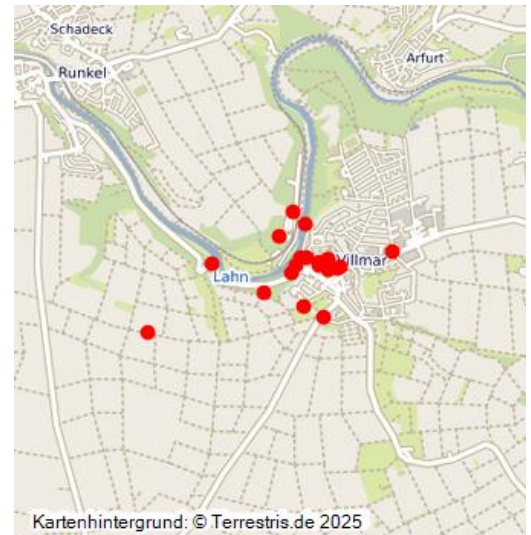 Schadeck
Runkel
Arfurt
Villmar
Lahn
Kartenhintergrund: © Terrestris.de 2025